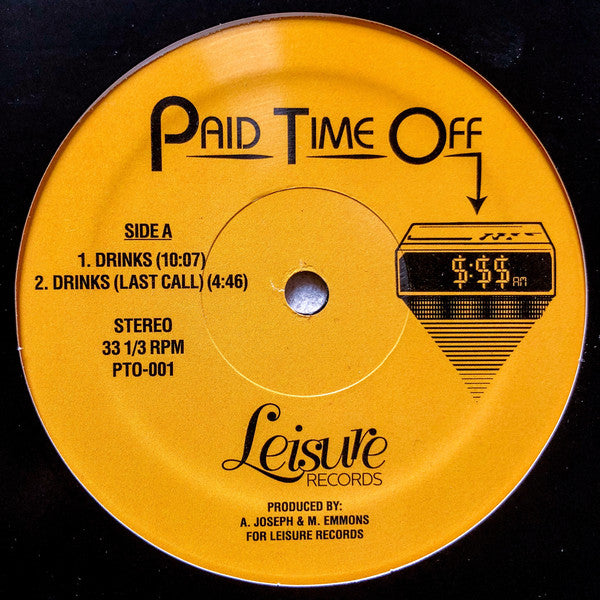 PAID TIME OFF
SIDE A
1. DRINKS (10:07)
2. DRINKS (LAST CALL) (4:46)
STEREO
33 1/3 RPM
PTO-001
$:$$ AM
Leisure
RECORDS
PRODUCED BY:
A. JOSEPH & M. EMMONS
FOR LEISURE RECORDS